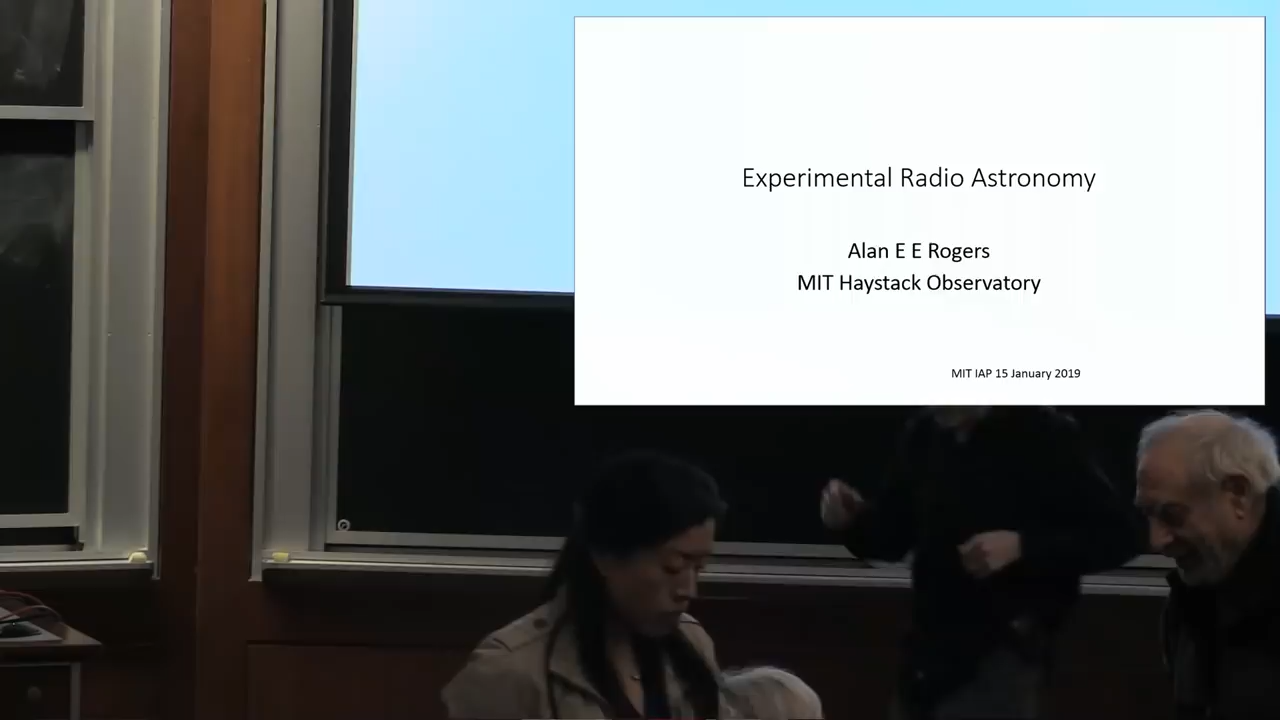 Experimental Radio Astronomy
Alan E E Rogers
MIT Haystack Observatory
MIT IAP 15 January 2019